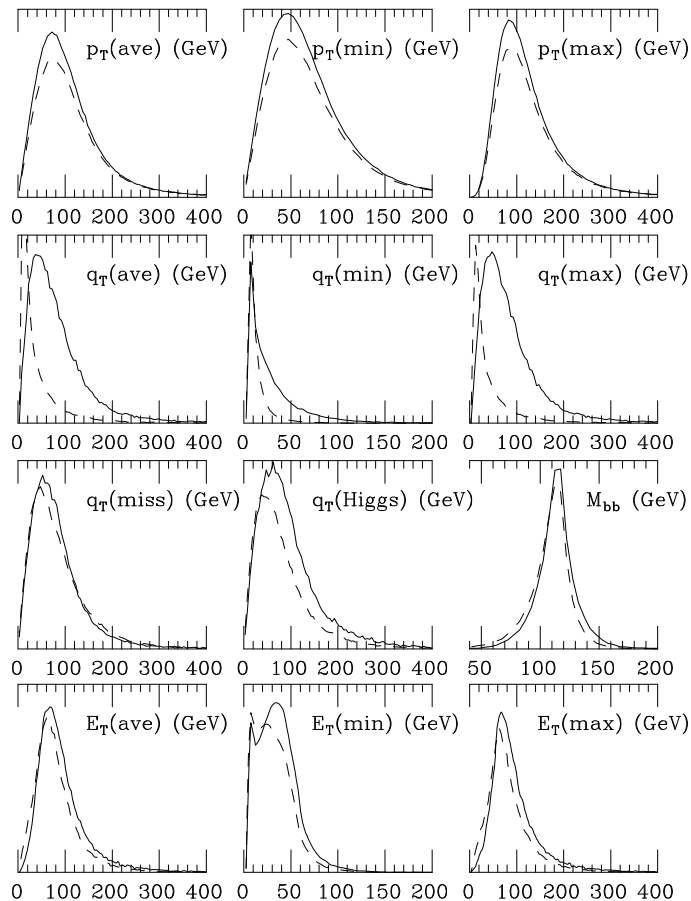 p_T(ave) (GeV) p_T(min) (GeV) p_T(max) (GeV)
0 100 200 300 400 0 50 100 150 200 0 100 200 300 400
q_T(ave) (GeV) q_T(min) (GeV) q_T(max) (GeV)
0 100 200 300 400 0 50 100 150 200 0 100 200 300 400
q_T(miss) (GeV) q_T(Higgs) (GeV) M_bb (GeV)
0 100 200 300 400 0 100 200 300 400 50 100 150 200
E_T(ave) (GeV) E_T(min) (GeV) E_T(max) (GeV)
0 100 200 300 400 0 50 100 150 200 0 100 200 300 400